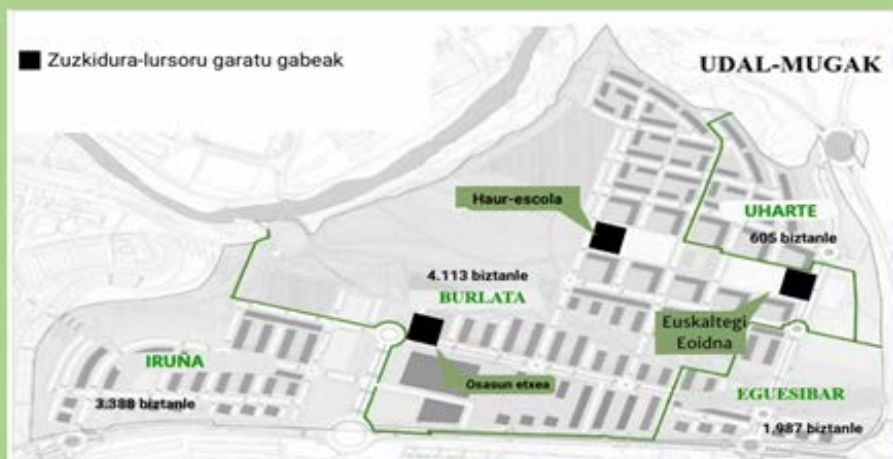 Zuzkidura-lursoru garatu gabeak
UDAL-MUGAK
Haur-escola
UHARTE
605 biztanle
4.113 biztanle
BURLATA
Euskaltegi
Eoidna
IRUÑA
3.388 biztanle
Osasun etxea
EGUESIBAR
1,987 biztanle